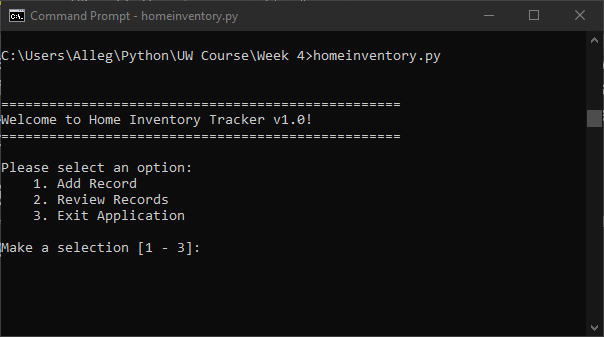 Command Prompt - homeinventory.py
C:\Users\Alleg\Python\UW Course\Week 4>homeinventory.py
==================================================
Welcome to Home Inventory Tracker v1.0!
==================================================
Please select an option:
    1. Add Record
    2. Review Records
    3. Exit Application
Make a selection [1 - 3]: